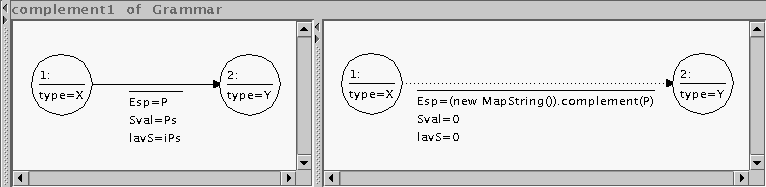 complement1 of Grammar
1:
type=X
2:
type=Y
Esp=P
Sval=Ps
lavS=iPs
1:
type=X
2:
type=Y
Esp=(new MapString()).complement(P)
Sval=0
lavS=0